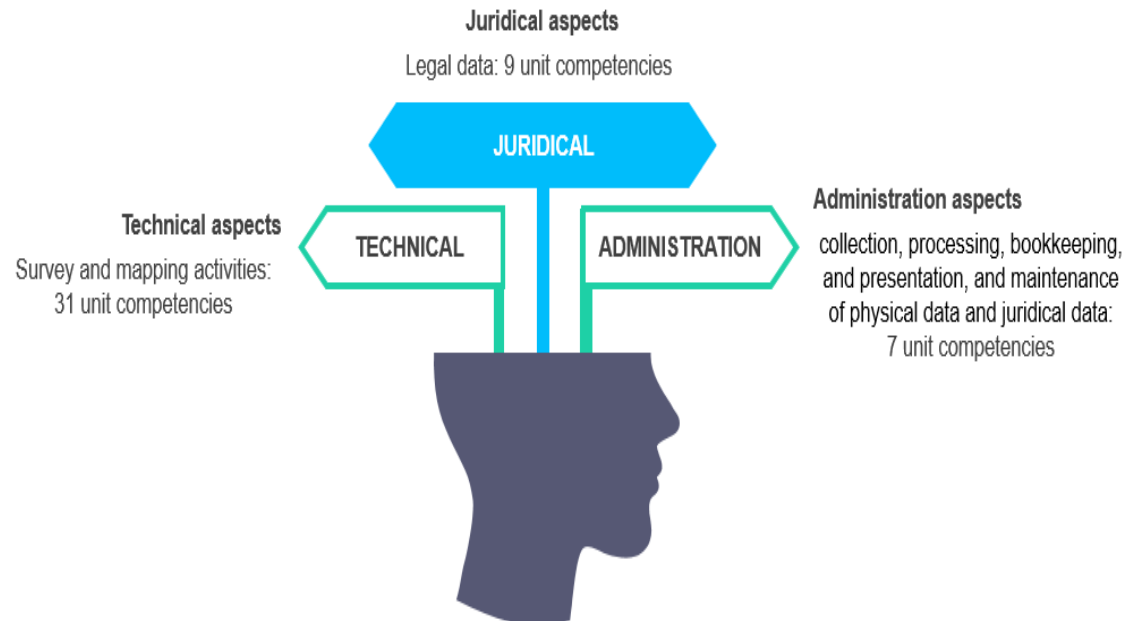 Juridical aspects
Legal data: 9 unit competencies
JURIDICAL
Technical aspects
Survey and mapping activities:
31 unit competencies
TECHNICAL
ADMINISTRATION
Administration aspects
collection, processing, bookkeeping,
and presentation, and maintenance
of physical data and juridical data:
7 unit competencies